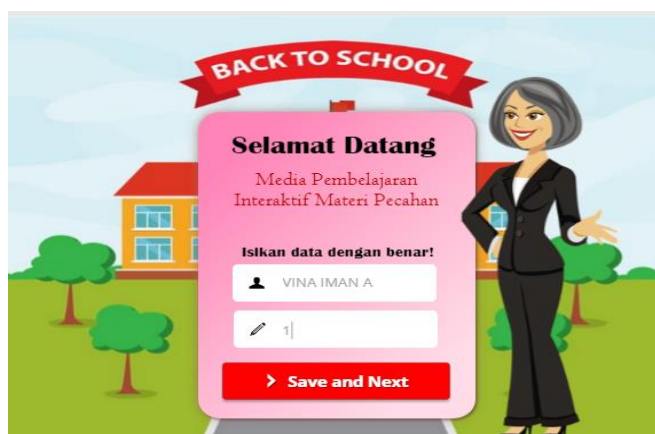 BACK TO SCHOOL
Selamat Datang
Media Pembelajaran
Interaktif Materi Pecahan
Isikan data dengan benar!
VINA IMAN A
1
Save and Next